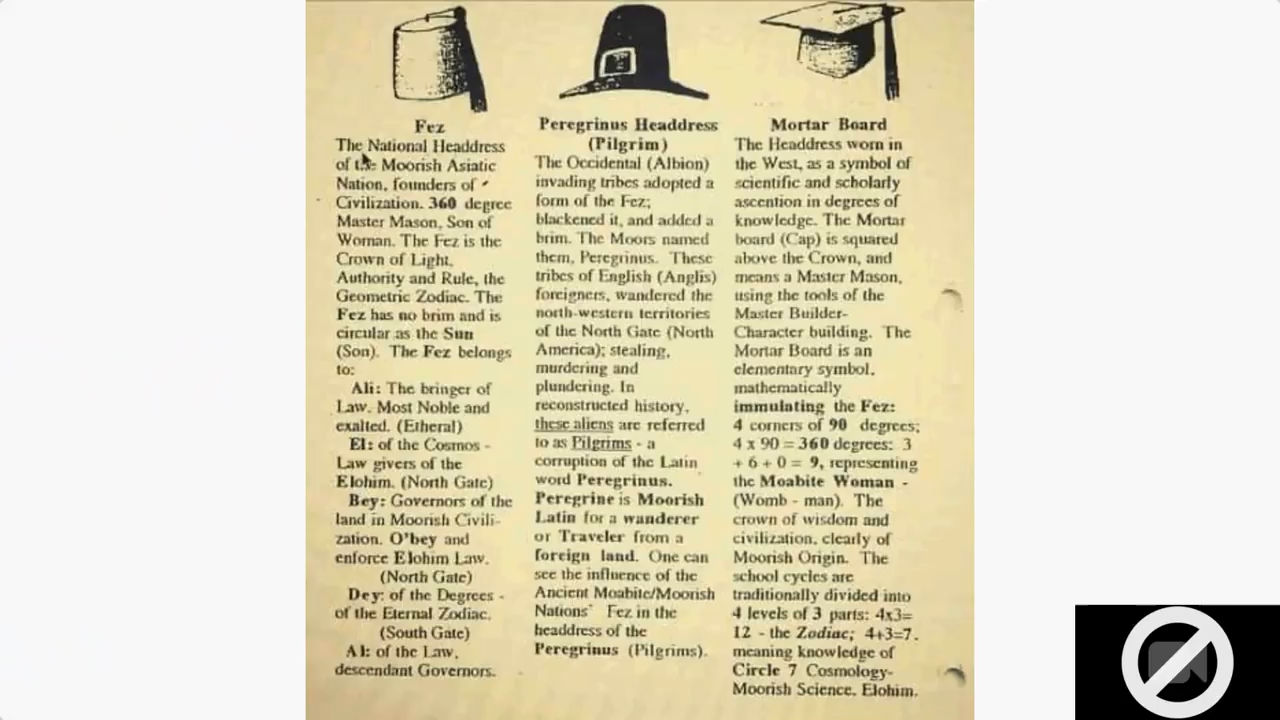 Fez
The National Headdress
of the Moorish Asiatic
Nation, founders of
Civilization. 360 degree
Master Mason, Son of
Woman. The Fez is the
Crown of Light,
Authority and Rule, the
Geometric Zodiac. The
Fez has no brim and is
circular as the Sun
(Son). The Fez belongs
to:
Ali: The bringer of
Law. Most Noble and
exalted. (Etheral)
El: of the Cosmos -
Law givers of the
Elohim. (North Gate)
Bey: Governors of the
land in Moorish Civili-
zation. O'bey and
enforce Elohim Law.
(North Gate)
Dey: of the Degrees -
of the Eternal Zodiac.
(South Gate)
Al: of the Law,
descendant Governors.
Peregrinus Headdress
(Pilgrim)
The Occidental (Albion)
invading tribes adopted a
form of the Fez;
blackened it, and added a
brim. The Moors named
them, Peregrinus. These
tribes of English (Anglis)
foreigners, wandered the
north-western territories
of the North Gate (North
America); stealing,
murdering and
plundering. In
reconstructed history,
these aliens are referred
to as Pilgrims - a
corruption of the Latin
word Peregrinus.
Peregrine is Moorish
Latin for a wanderer
or Traveler from a
foreign land. One can
see the influence of the
Ancient Moabite/Moorish
Nations' Fez in the
headdress of the
Peregrinus (Pilgrims).
Mortar Board
The Headdress worn in
the West, as a symbol of
scientific and scholarly
ascention in degrees of
knowledge. The Mortar
board (Cap) is squared
above the Crown, and
means a Master Mason,
using the tools of the
Master Builder-
Character building. The
Mortar Board is an
elementary symbol,
mathematically
immulating the Fez:
4 corners of 90 degrees;
4 x 90 = 360 degrees: 3
+ 6 + 0 = 9, representing
the Moabite Woman -
(Womb - man). The
crown of wisdom and
civilization, clearly of
Moorish Origin. The
school cycles are
traditionally divided into
4 levels of 3 parts: 4x3=
12 - the Zodiac; 4+3=7,
meaning knowledge of
Circle 7 Cosmology-
Moorish Science, Elohim.